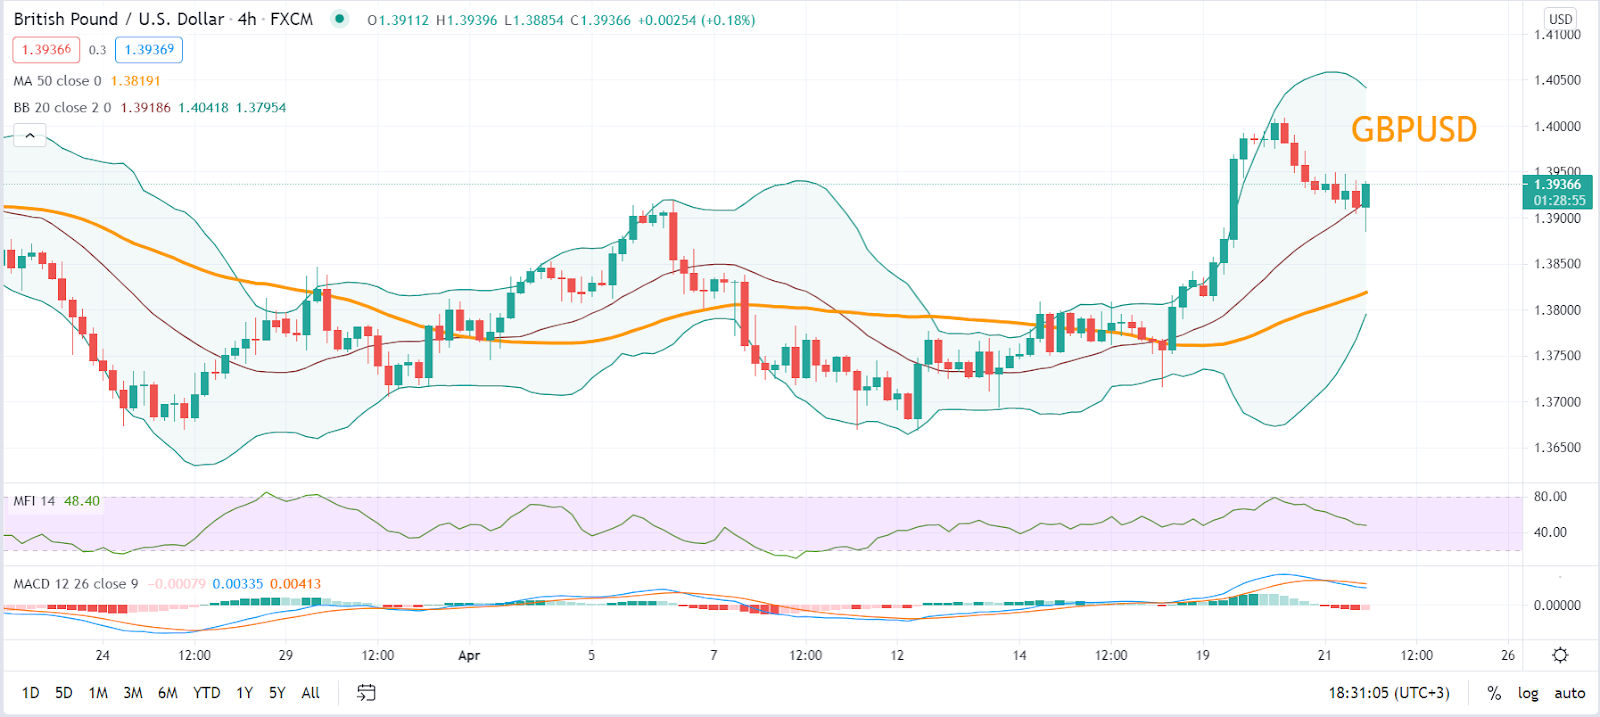 British Pound / U.S. Dollar · 4h · FXCM O1.39112 H1.39396 L1.38854 C1.39366 +0.00254 (+0.18%)
USD
1.39366 0.3 1.39369
MA 50 close 0 1.38191
BB 20 close 2 0 1.39186 1.40418 1.37954
GBPUSD
1.41000
1.40500
1.40000
1.39500
1.39366
01:28:55
1.39000
1.38500
1.38000
1.37500
1.37000
1.36500
MFI 14 48.40
80.00
40.00
MACD 12 26 close 9 −0.00079 0.00335 0.00413
0.00000
24 12:00 29 12:00 Apr 5 7 12:00 12 14 12:00 19 21 12:00 26
1D 5D 1M 3M 6M YTD 1Y 5Y All 18:31:05 (UTC+3) % log auto